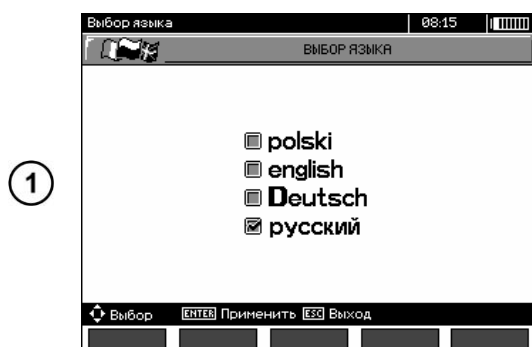 Выбор языка 08:15
ВЫБОР ЯЗЫКА
1
polski
english
Deutsch
русский
Выбор ENTER Применить ESC Выход